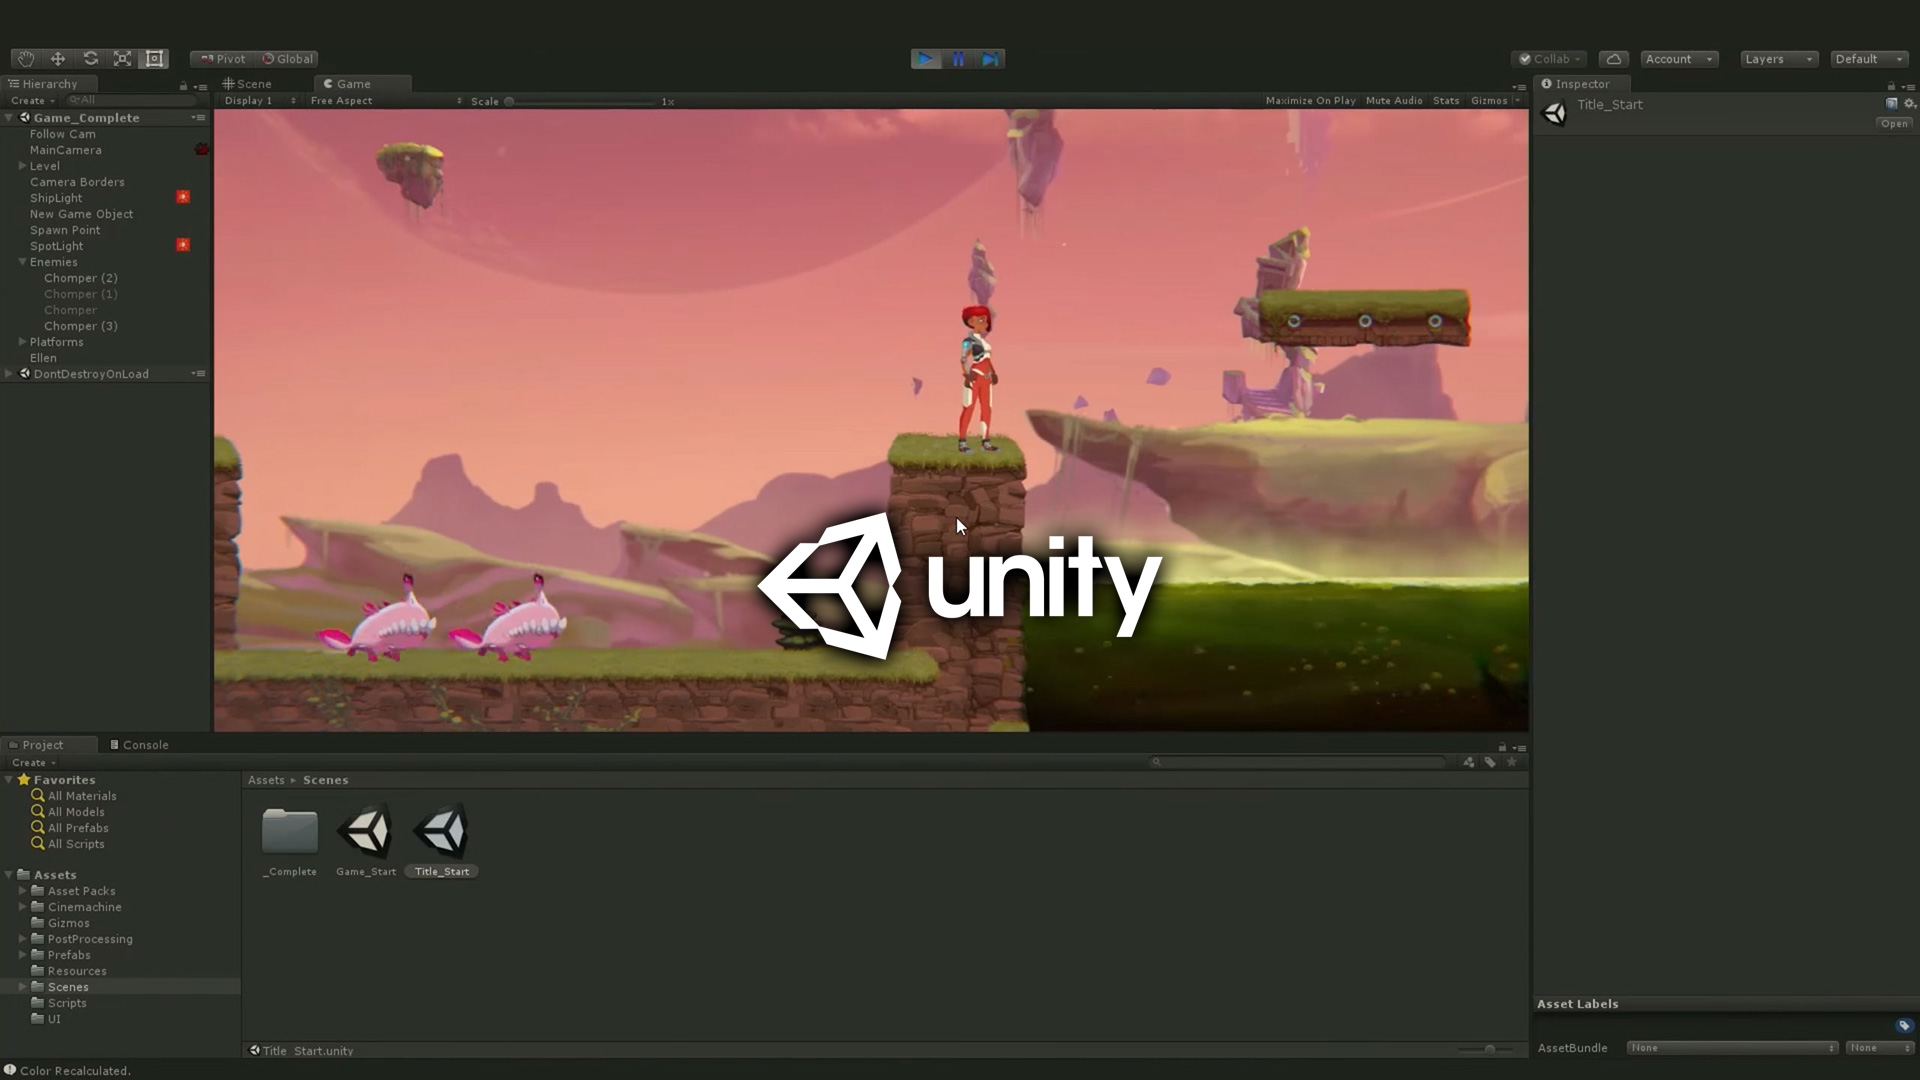 Pivot Global
Collab Account Layers Default
Hierarchy
Scene
Game
Inspector
Create All
Display 1 Free Aspect Scale 1x Maximize On Play Mute Audio Stats Gizmos
Title_Start
Open
Game_Complete
Follow Cam
MainCamera
Level
Camera Borders
ShipLight
New Game Object
Spawn Point
SpotLight
Enemies
Chomper (2)
Chomper (1)
Chomper
Chomper (3)
Platforms
Ellen
DontDestroyOnLoad
unity
Project
Console
Create
Favorites
All Materials
All Models
All Prefabs
All Scripts
Assets
Asset Packs
Cinemachine
Gizmos
PostProcessing
Prefabs
Resources
Scenes
Scripts
UI
Assets Scenes
_Complete Game_Start Title_Start
Title_Start.unity
Asset Labels
AssetBundle None None
Color Recalculated.